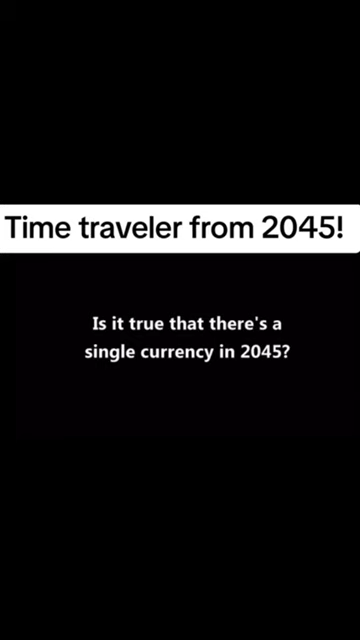 Time traveler from 2045!
Is it true that there's a
single currency in 2045?